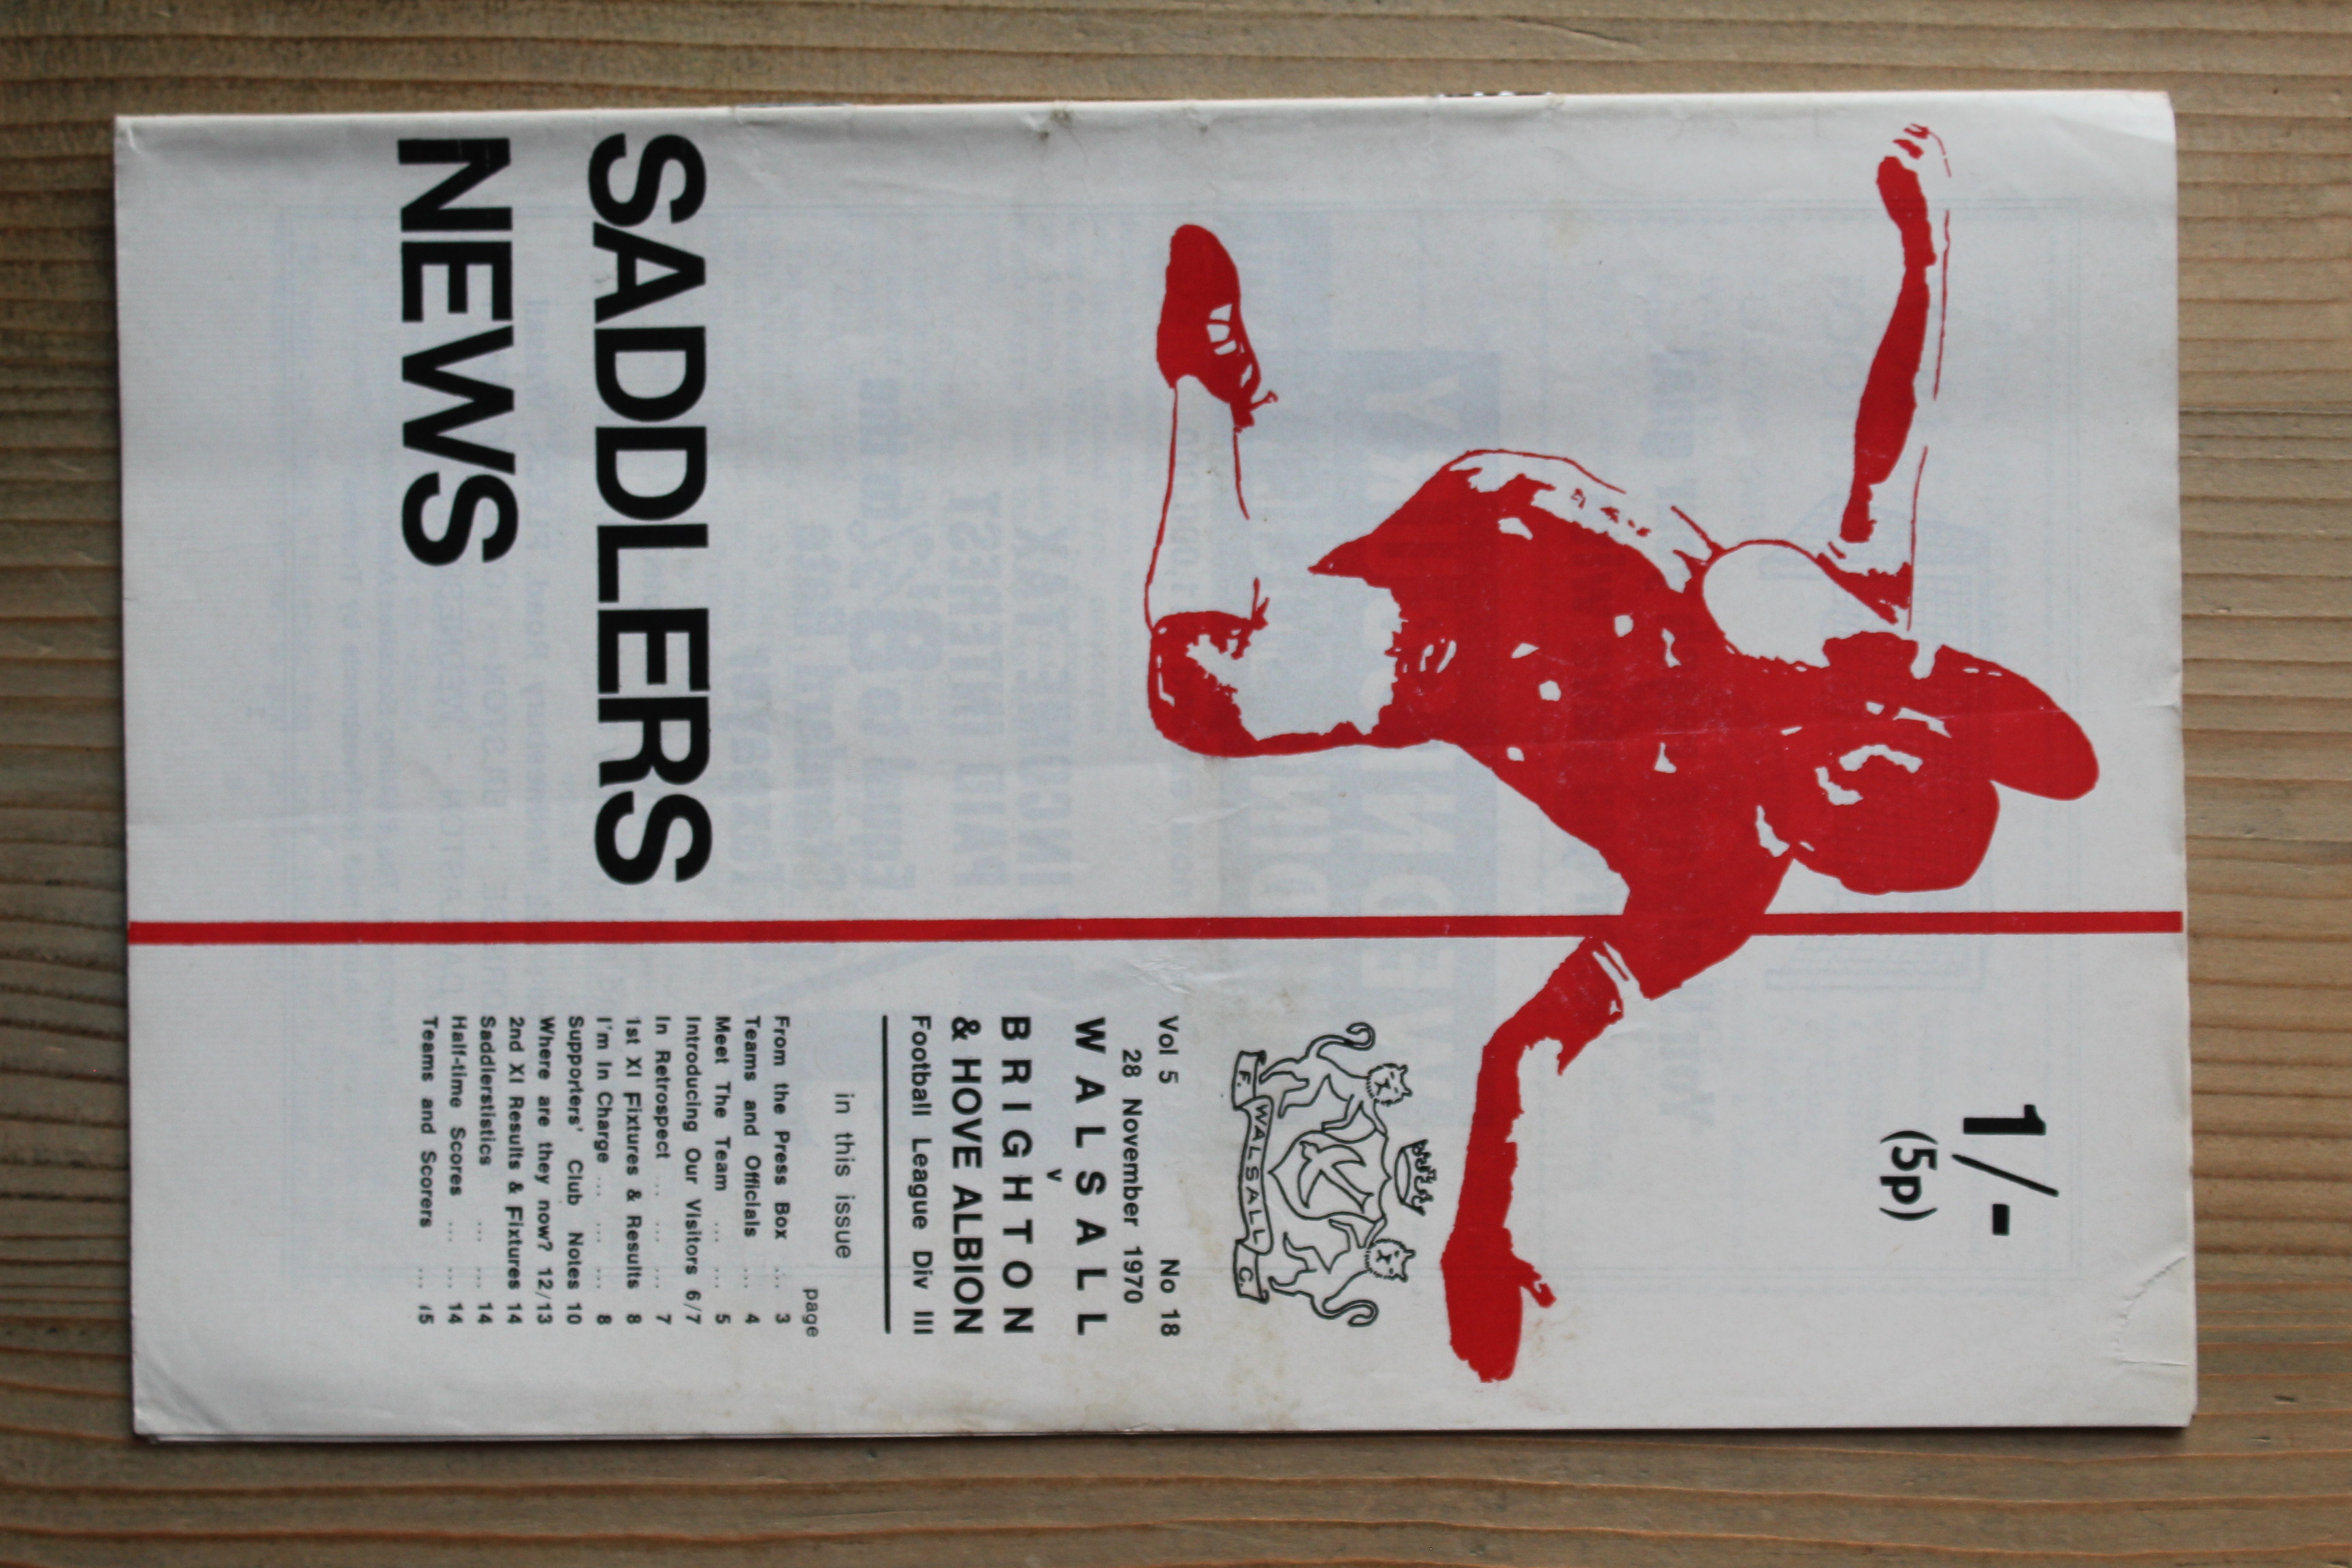 1/-
(5p)
F. WALSALL C.
Vol 5 No 18
28 November 1970
WALSALL
v
BRIGHTON
& HOVE ALBION
Football League Div III
in this issue
page
From the Press Box ... 3
Teams and Officials ... 4
Meet The Team ... ... 5
Introducing Our Visitors 6/7
In Retrospect ... ... ... 7
1st XI Fixtures & Results 8
I'm In Charge ... ... ... 8
Supporters' Club Notes 10
Where are they now? 12/13
2nd XI Results & Fixtures 14
Saddlerstistics ... ... 14
Half-time Scores ... ... 14
Teams and Scorers ... 15
SADDLERS
NEWS